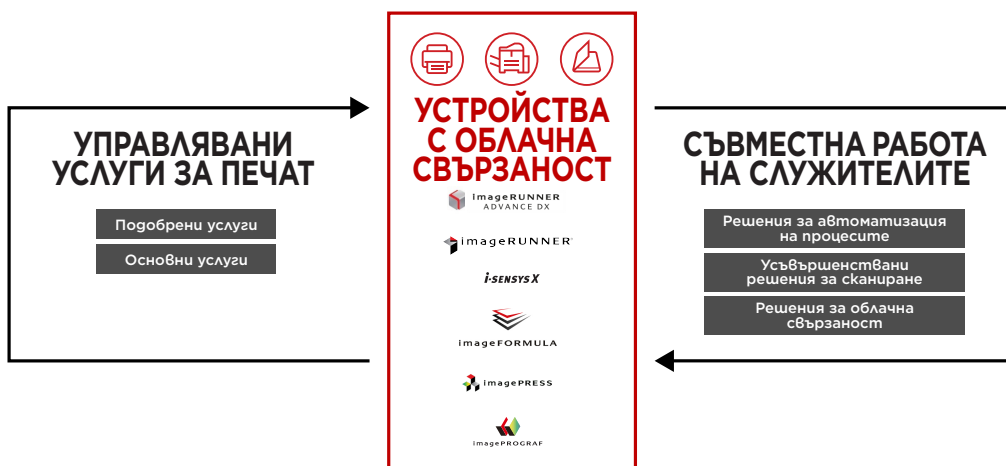 УПРАВЛЯВАНИ
УСЛУГИ ЗА ПЕЧАТ
Подобрени услуги
Основни услуги
УСТРОЙСТВА
С ОБЛАЧНА
СВЪРЗАНОСТ
imageRUNNER
ADVANCE DX
imageRUNNER
i-SENSYS X
imageFORMULA
imagePRESS
imagePROGRAF
СЪВМЕСТНА РАБОТА
НА СЛУЖИТЕЛИТЕ
Решения за автоматизация
на процесите
Усъвършенствани
решения за сканиране
Решения за облачна
свързаност